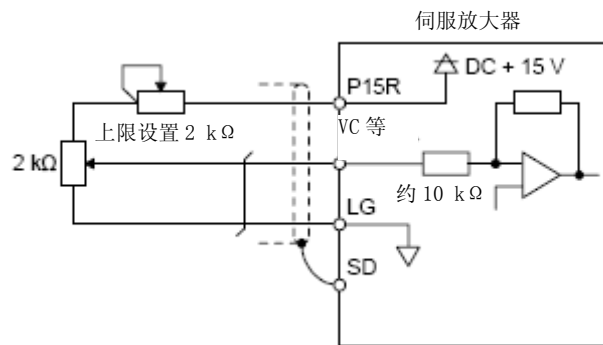 伺服放大器
P15R
DC + 15 V
上限设置 2 kΩ
VC 等
2 kΩ
约 10 kΩ
LG
SD